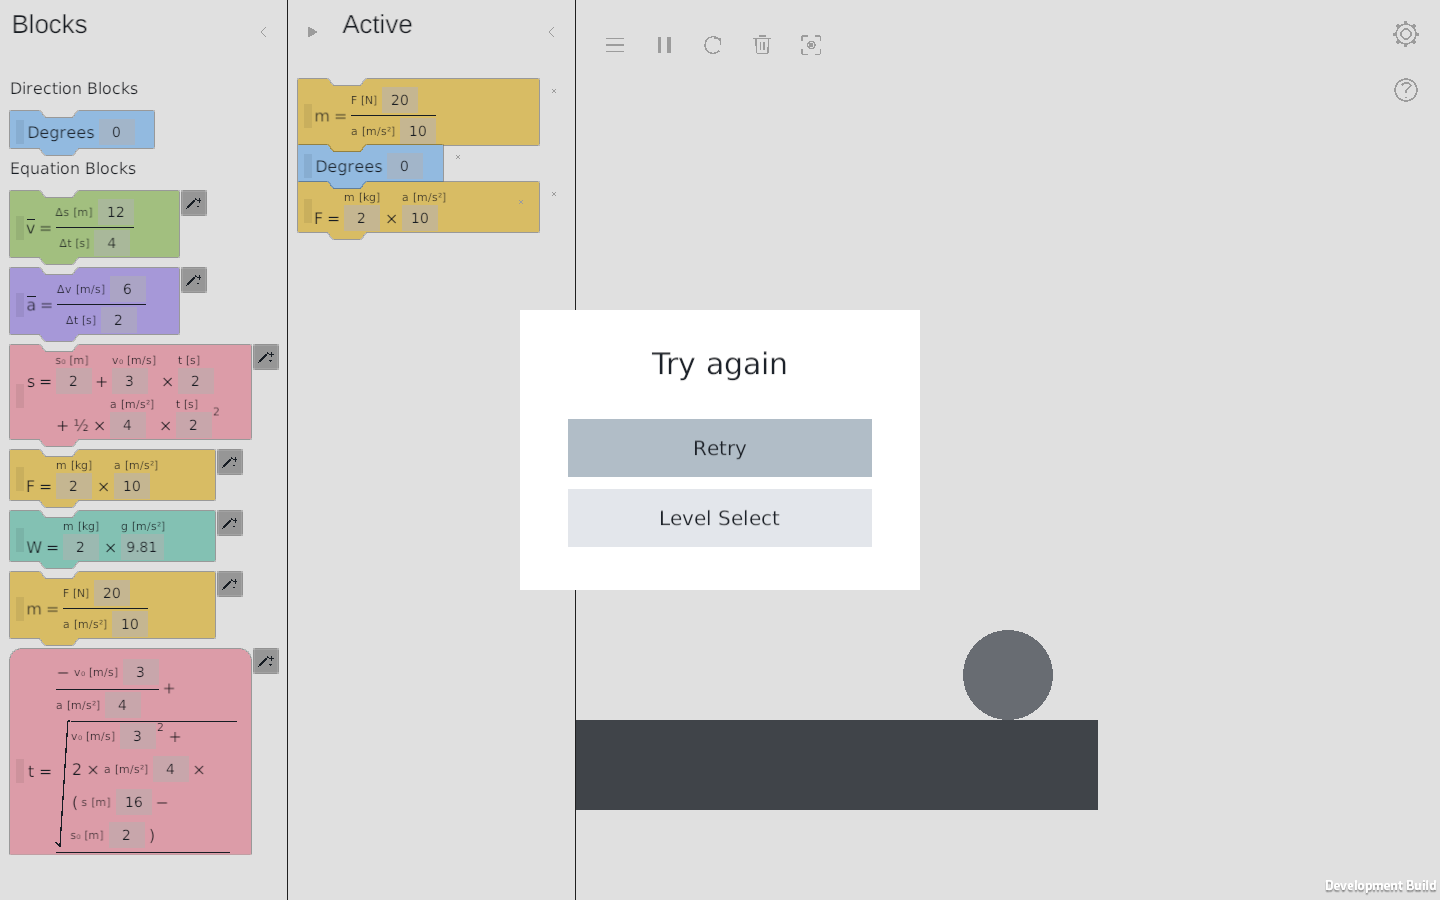 Blocks
Direction Blocks
Degrees 0
Equation Blocks
v = Δs [m] 12
Δt [s] 4
a = Δv [m/s] 6
Δt [s] 2
s₀ [m] v₀ [m/s] t [s]
s = 2 + 3 × 2
a [m/s²] t [s]
+ ½ × 4 × 2 2
m [kg] a [m/s²]
F = 2 × 10
m [kg] g [m/s²]
W = 2 × 9.81
F [N] 20
m =
a [m/s²] 10
− v₀ [m/s] 3 +
a [m/s²] 4
v₀ [m/s] 3 2 +
t = 2 × a [m/s²] 4 ×
( s [m] 16 −
s₀ [m] 2 )
Active
F [N] 20
m =
a [m/s²] 10
Degrees 0
m [kg] a [m/s²]
F = 2 × 10
Try again
Retry
Level Select
Development Build